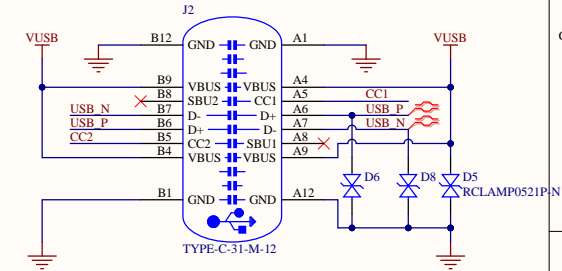 J2
VUSB
VUSB
B12 GND GND A1
B9 VBUS VBUS A4
B8 SBU2 CC1 A5 CC1
USB_N B7 D- D+ A6 USB_P
USB_P B6 D+ D- A7 USB_N
CC2 B5 CC2 SBU1 A8
B4 VBUS VBUS A9
D6 D8 D5
RCLAMP0521P-N
B1 GND GND A12
TYPE-C-31-M-12